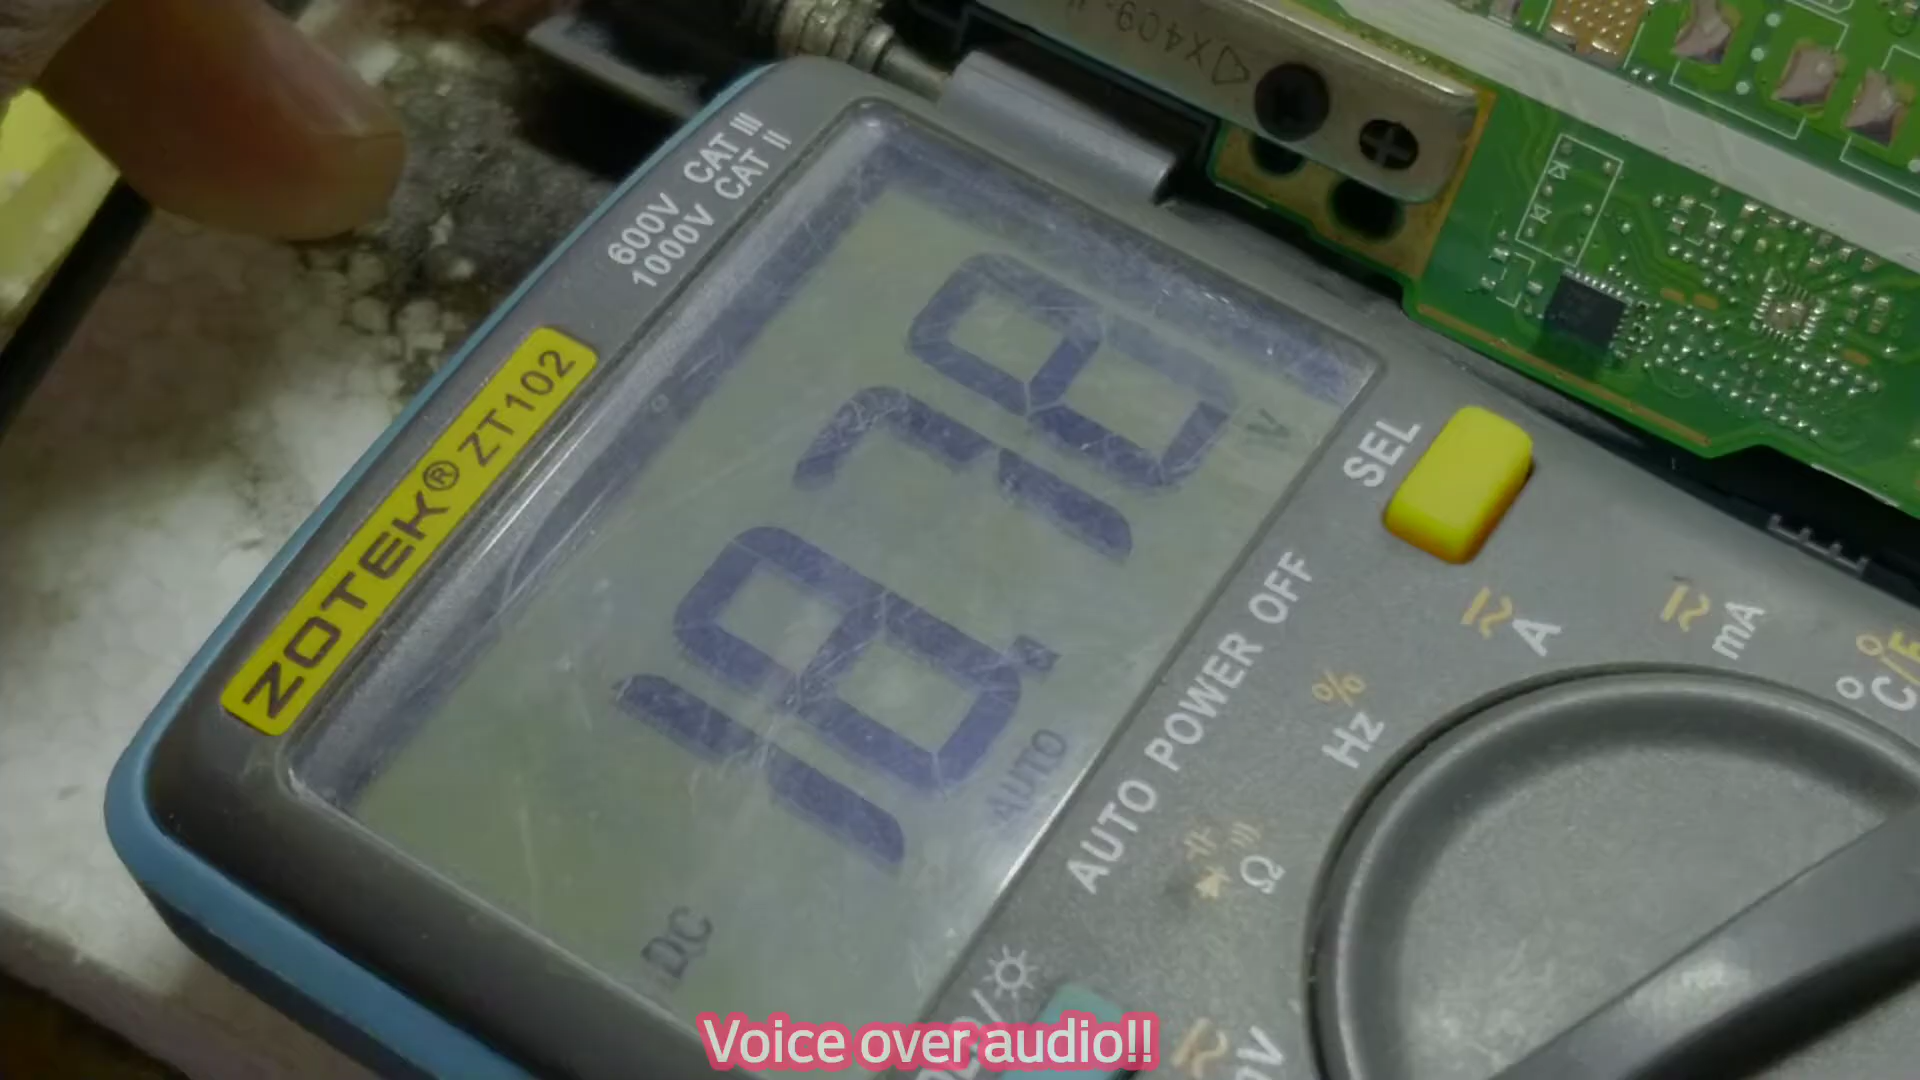 600V CAT III
1000V CAT II
ZOTEK® ZT102
18.78
V
AUTO
DC
SEL
AUTO POWER OFF
A
mA
%
Hz
Ω
Voice over audio!!